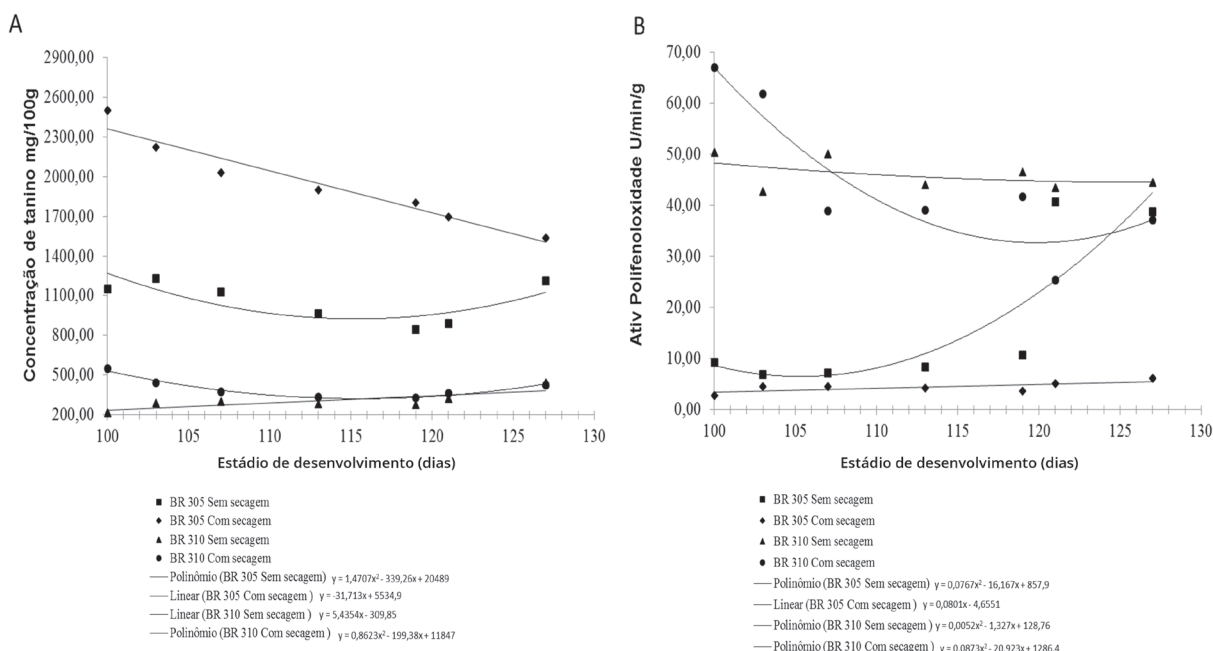 A
Concentração de tanino mg/100g
2900,00
2600,00
2300,00
2000,00
1700,00
1400,00
1100,00
800,00
500,00
200,00
100
105
110
115
120
125
130
Estádio de desenvolvimento (dias)
BR 305 Sem secagem
BR 305 Com secagem
BR 310 Sem secagem
BR 310 Com secagem
Polinômio (BR 305 Sem secagem) y = 1,4707x² - 339,26x + 20489
Linear (BR 305 Com secagem ) y = -31,713x + 5534,9
Linear (BR 310 Sem secagem ) y = 5,4354x - 309,85
Polinômio (BR 310 Com secagem ) y = 0,8623x² - 199,38x + 11847
B
Ativ Polifenoloxidade U/min/g
70,00
60,00
50,00
40,00
30,00
20,00
10,00
0,00
100
105
110
115
120
125
130
Estádio de desenvolvimento (dias)
BR 305 Sem secagem
BR 305 Com secagem
BR 310 Sem secagem
BR 310 Com secagem
Polinômio (BR 305 Sem secagem ) y = 0,0767x² - 16,167x + 857,9
Linear (BR 305 Com secagem ) y = 0,0801x - 4,6551
Polinômio (BR 310 Sem secagem ) y = 0,0052x² - 1,327x + 128,76
Polinômio (BR 310 Com secagem ) y = 0,0873x² - 20,923x + 1286,4